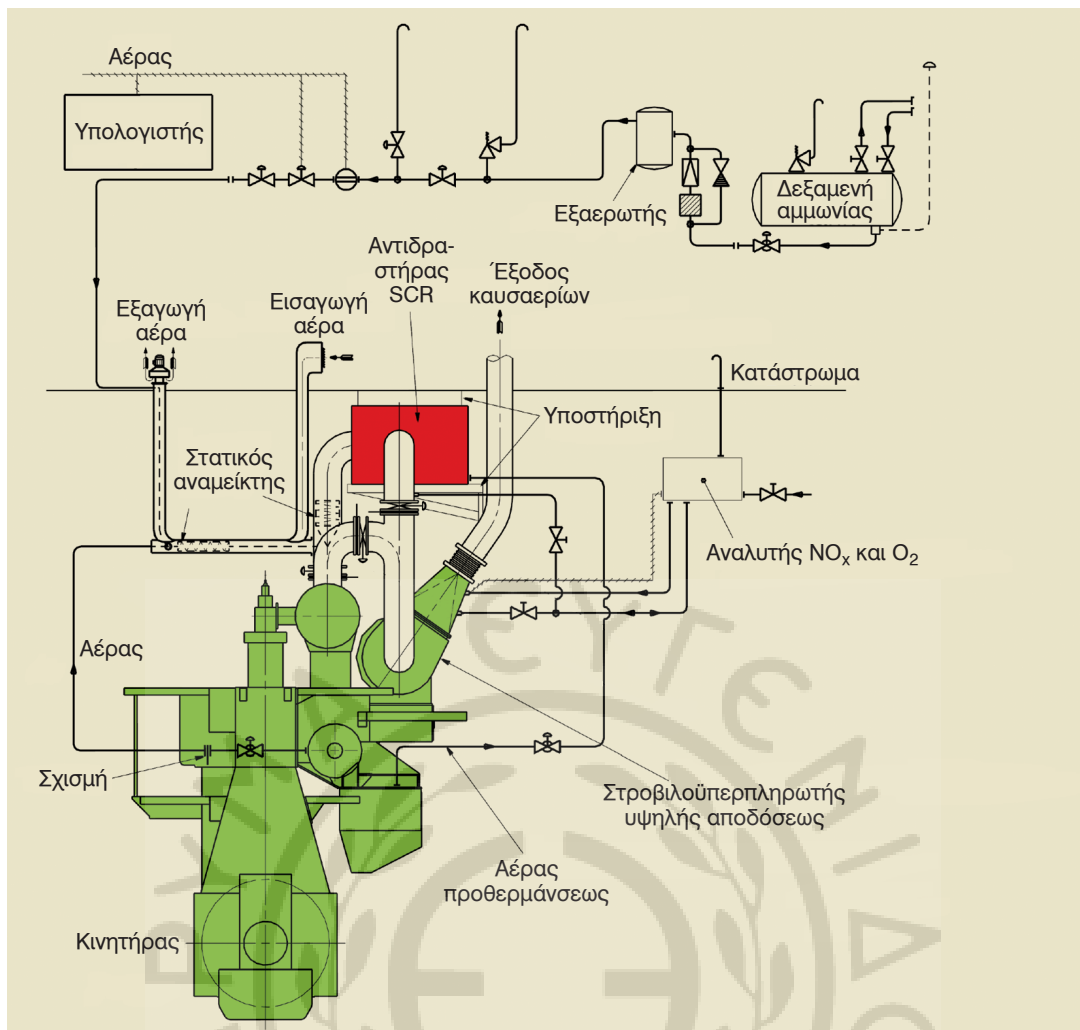 Αέρας
Υπολογιστής
Εξαερωτής
Δεξαμενή
αμμωνίας
Αντιδρα-
στήρας
SCR
Έξοδος
καυσαερίων
Εξαγωγή
αέρα
Εισαγωγή
αέρα
Κατάστρωμα
Υποστήριξη
Στατικός
αναμείκτης
Αναλυτής NOx και O2
Αέρας
Σχισμή
Στροβιλοϋπερπληρωτής
υψηλής αποδόσεως
Αέρας
προθερμάνσεως
Κινητήρας